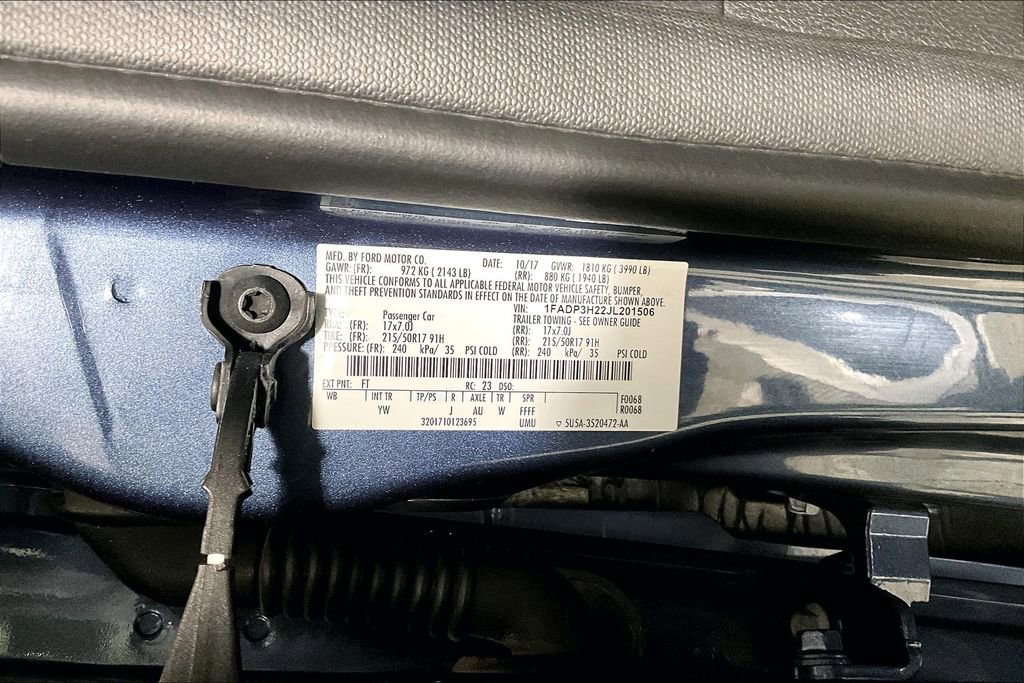 MFD. BY FORD MOTOR CO. DATE: 10/17 GVWR: 1810 KG ( 3990 LB)
GAWR: (FR): 972 KG ( 2143 LB) (RR): 880 KG ( 1940 LB)
THIS VEHICLE CONFORMS TO ALL APPLICABLE FEDERAL MOTOR VEHICLE SAFETY, BUMPER,
AND THEFT PREVENTION STANDARDS IN EFFECT ON THE DATE OF MANUFACTURE SHOWN ABOVE.
VIN: 1FADP3H22JL201506
TYPE: Passenger Car TRAILER TOWING - SEE OWNER GUIDE
RIM: (FR): 17x7.0J (RR): 17x7.0J
TIRE: (FR): 215/50R17 91H (RR): 215/50R17 91H
PRESSURE: (FR): 240 kPa/ 35 PSI COLD (RR): 240 kPa/ 35 PSI COLD
EXT PNT: FT RC: 23 DSO:
WB INT TR TP/PS R AXLE TR SPR F0068
YW J AU W FFFF R0068
3201710123695 UMU ▽ 5U5A-3520472-AA